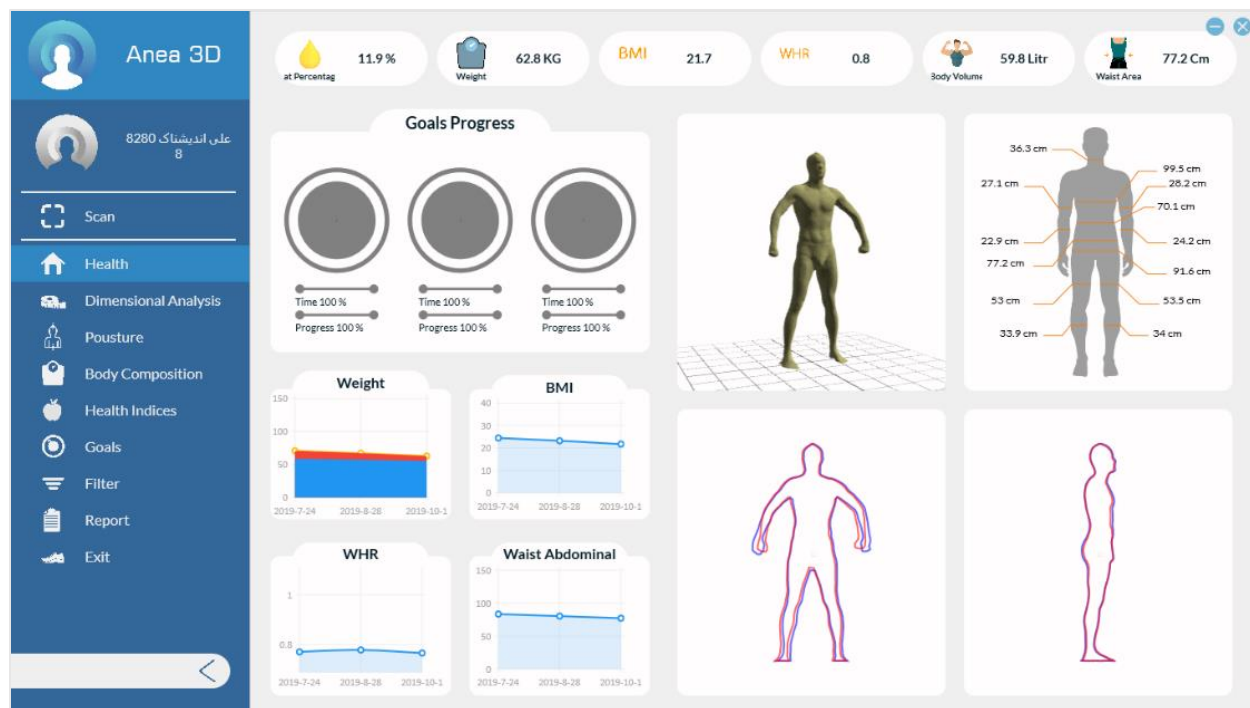 Anea 3D
علی اندیشناک 8280
8
Scan
Health
Dimensional Analysis
Pousture
Body Composition
Health Indices
Goals
Filter
Report
Exit
at Percentag
11.9 %
Weight
62.8 KG
BMI
21.7
WHR
0.8
Body Volume
59.8 Litr
Waist Area
77.2 Cm
Goals Progress
Time 100 %
Progress 100 %
Time 100 %
Progress 100 %
Time 100 %
Progress 100 %
Weight
150
100
50
0
2019-7-24 2019-8-28 2019-10-1
BMI
40
30
20
10
0
2019-7-24 2019-8-28 2019-10-1
WHR
1
0.8
2019-7-24 2019-8-28 2019-10-1
Waist Abdominal
150
100
50
0
2019-7-24 2019-8-28 2019-10-1
36.3 cm
99.5 cm
27.1 cm
28.2 cm
70.1 cm
22.9 cm
24.2 cm
77.2 cm
91.6 cm
53 cm
53.5 cm
33.9 cm
34 cm